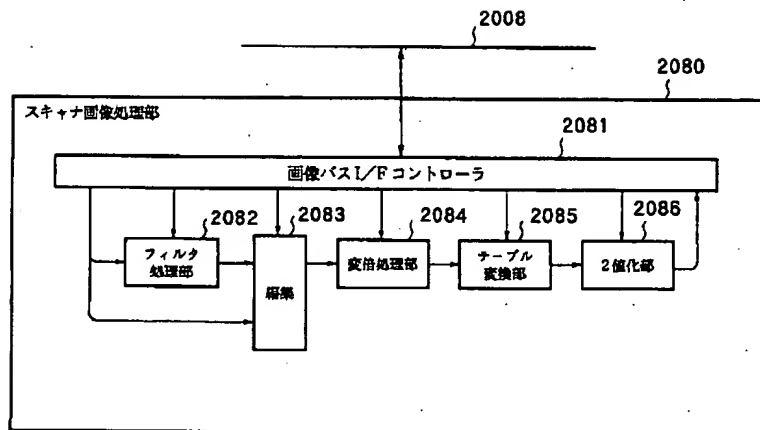 2008
2080
スキャナ画像処理部
2081
画像バスI/Fコントローラ
2082
2083
2084
2085
2086
フィルタ
処理部
編集
変倍処理部
テーブル
変換部
2値化部